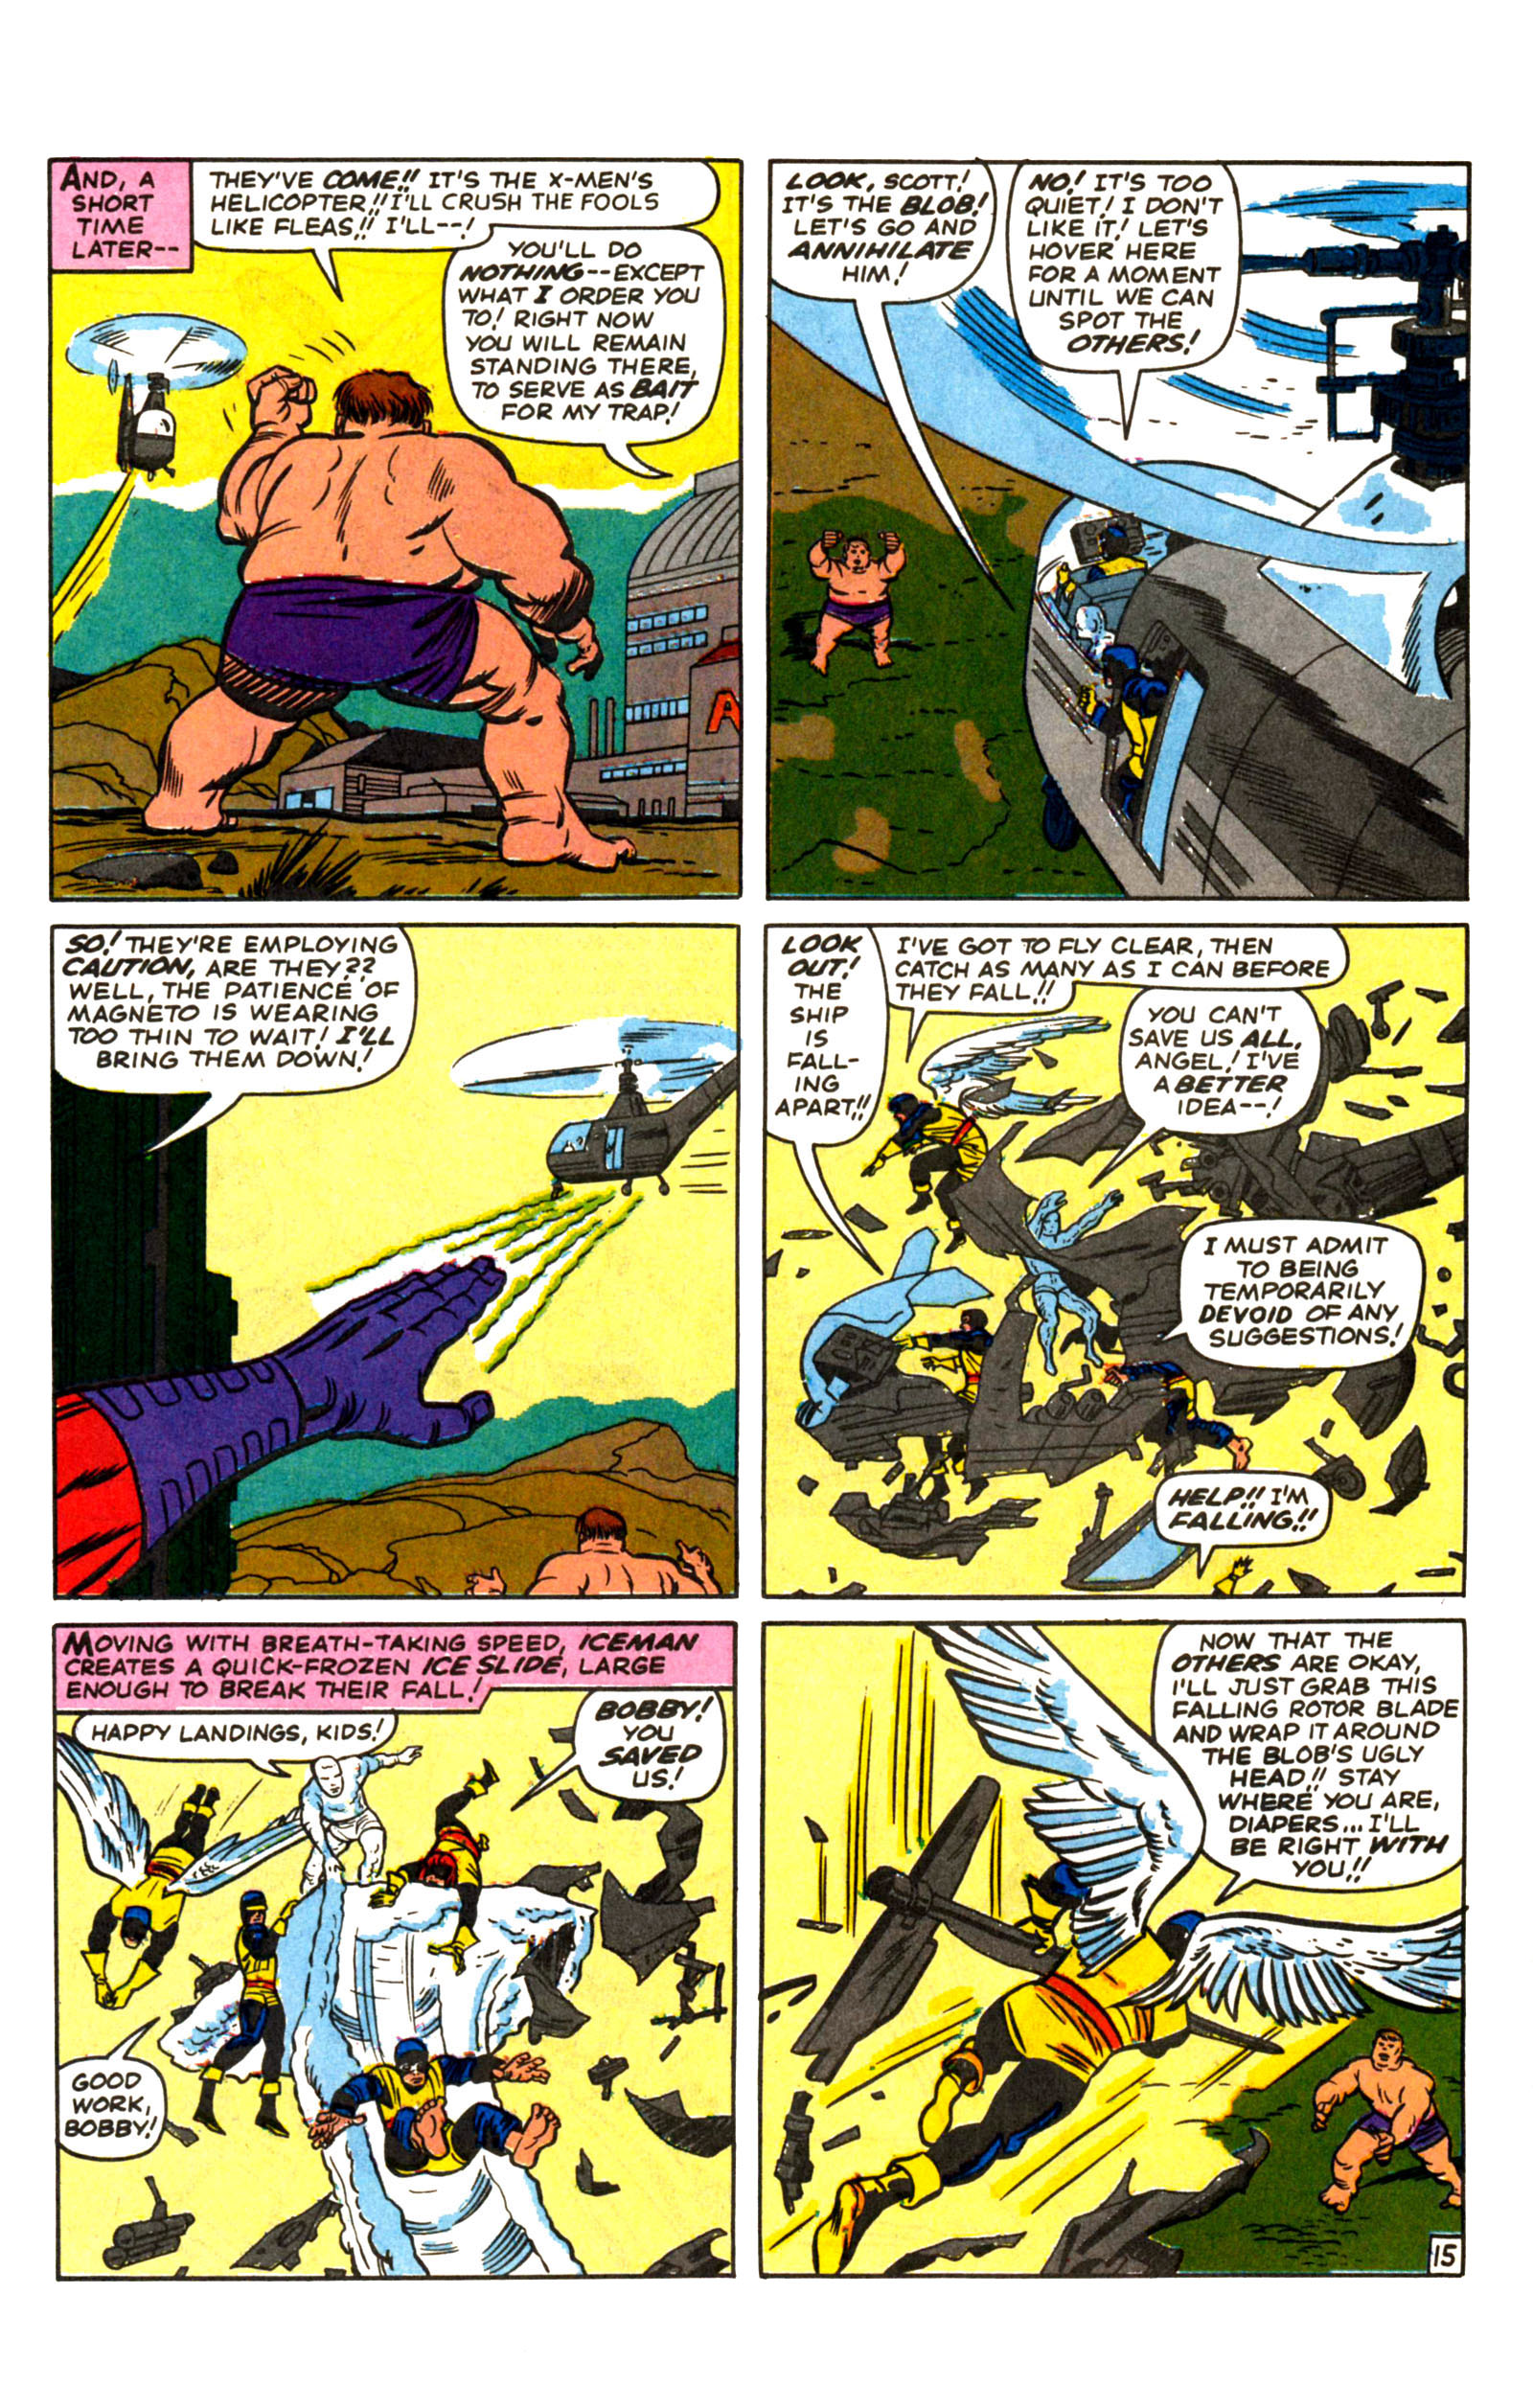 AND, A
SHORT
TIME
LATER--
THEY'VE COME!! IT'S THE X-MEN'S
HELICOPTER!! I'LL CRUSH THE FOOLS
LIKE FLEAS!! I'LL--!
YOU'LL DO
NOTHING--EXCEPT
WHAT I ORDER YOU
TO! RIGHT NOW
YOU WILL REMAIN
STANDING THERE,
TO SERVE AS BAIT
FOR MY TRAP!
A
LOOK, SCOTT!
IT'S THE BLOB!
LET'S GO AND
ANNIHILATE
HIM!
NO! IT'S TOO
QUIET! I DON'T
LIKE IT! LET'S
HOVER HERE
FOR A MOMENT
UNTIL WE CAN
SPOT THE
OTHERS!
SO! THEY'RE EMPLOYING
CAUTION, ARE THEY??
WELL, THE PATIENCE OF
MAGNETO IS WEARING
TOO THIN TO WAIT! I'LL
BRING THEM DOWN!
LOOK
OUT!
THE
SHIP
IS
FALL-
ING
APART!!
I'VE GOT TO FLY CLEAR, THEN
CATCH AS MANY AS I CAN BEFORE
THEY FALL!!
YOU CAN'T
SAVE US ALL,
ANGEL! I'VE
A BETTER
IDEA--!
I MUST ADMIT
TO BEING
TEMPORARILY
DEVOID OF ANY
SUGGESTIONS!
HELP!! I'M
FALLING!!
MOVING WITH BREATH-TAKING SPEED, ICEMAN
CREATES A QUICK-FROZEN ICE SLIDE, LARGE
ENOUGH TO BREAK THEIR FALL!
HAPPY LANDINGS, KIDS!
BOBBY!
YOU
SAVED
US!
GOOD
WORK,
BOBBY!
NOW THAT THE
OTHERS ARE OKAY,
I'LL JUST GRAB THIS
FALLING ROTOR BLADE
AND WRAP IT AROUND
THE BLOB'S UGLY
HEAD!! STAY
WHERE YOU ARE,
DIAPERS... I'LL
BE RIGHT WITH
YOU!!
15